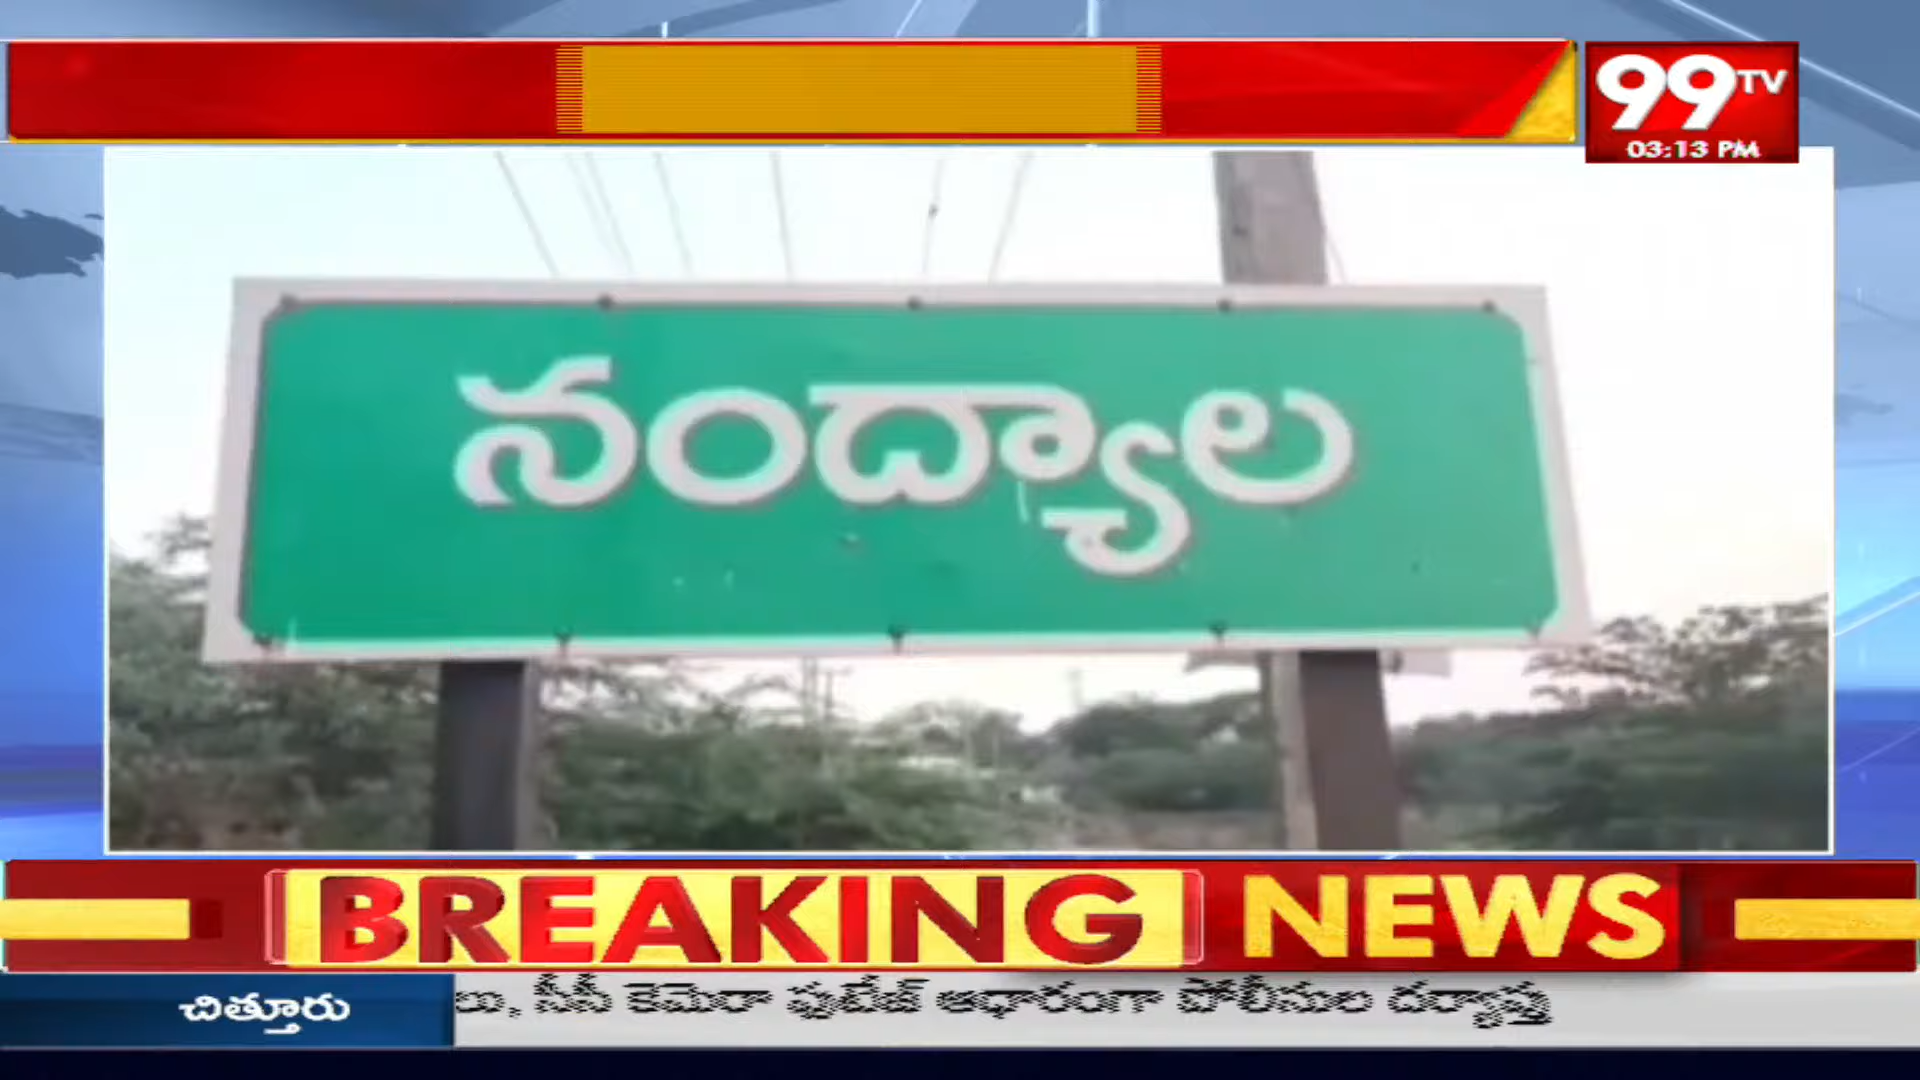 99TV
03:13 PM
నంద్యాల
BREAKING NEWS
చిత్తూరు
లు, సీసీ కెమెరా ఫుటేజ్ ఆధారంగా పోలీసుల దర్యాప్తు